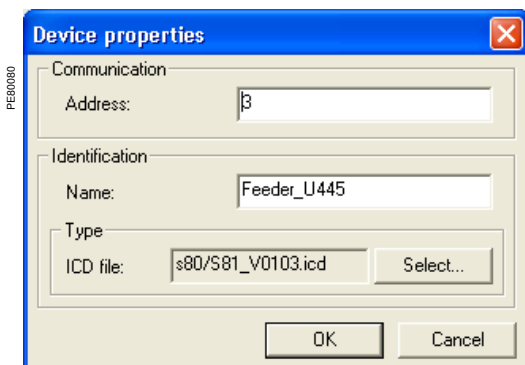 PE80080
Device properties
Communication
Address: 3
Identification
Name: Feeder_U445
Type
ICD file: s80/S81_V0103.icd Select...
OK Cancel